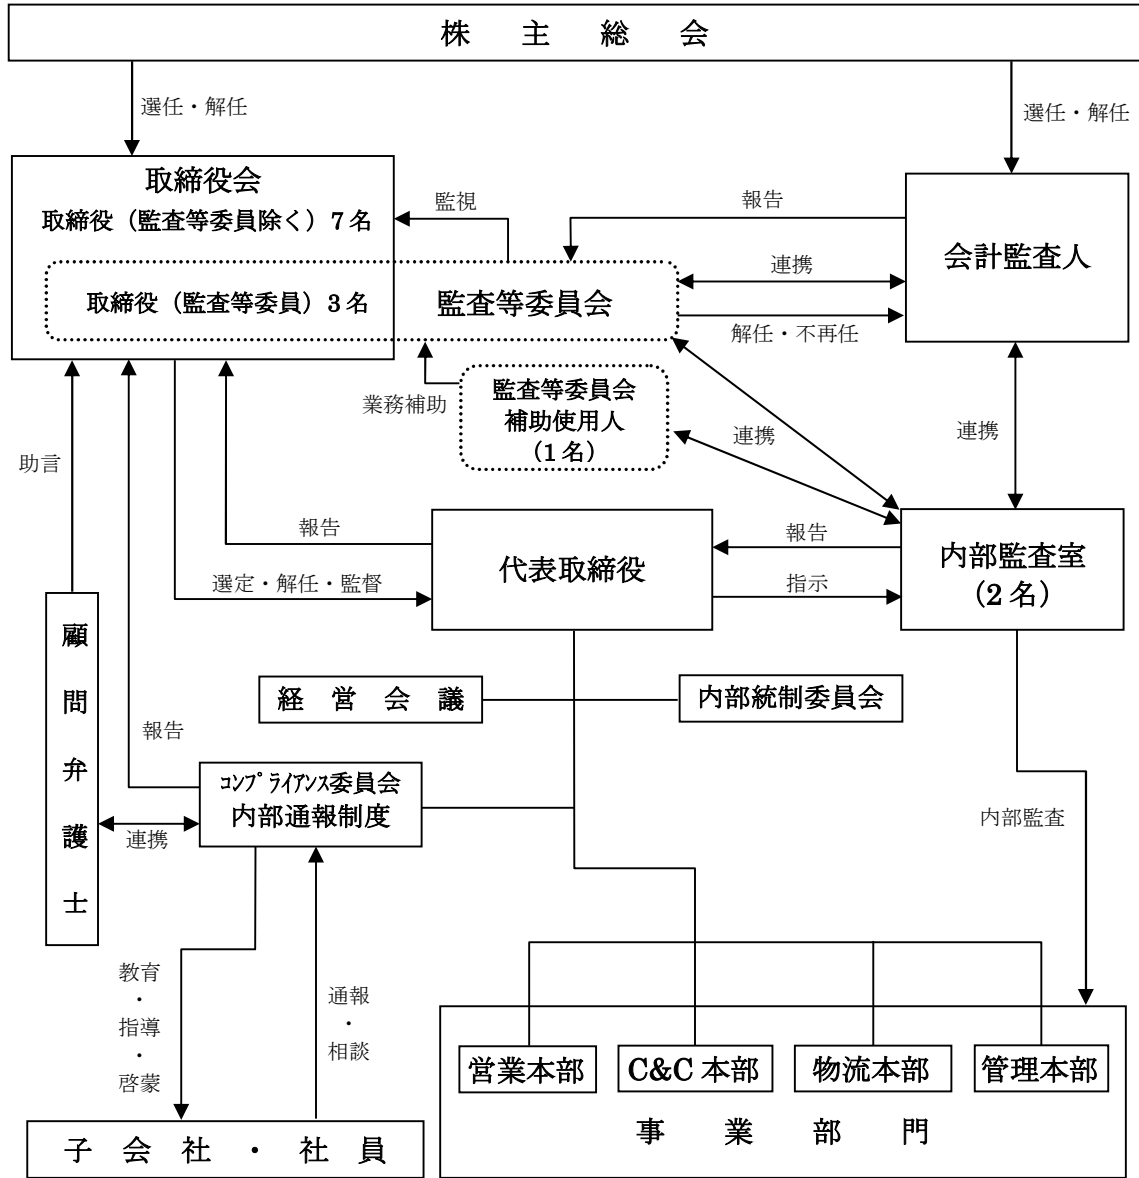 株主総会
選任・解任
選任・解任
取締役会
取締役（監査等委員除く）7名
取締役（監査等委員）3名
監査等委員会
監視
報告
連携
解任・不再任
会計監査人
業務補助
監査等委員会
補助使用人
（1名）
連携
連携
助言
報告
選定・解任・監督
代表取締役
報告
指示
内部監査室
（2名）
顧問弁護士
経営会議
内部統制委員会
報告
ｺﾝﾌﾟﾗｲｱﾝｽ委員会
内部通報制度
連携
内部監査
教育
・
指導
・
啓蒙
通報
・
相談
営業本部
C&C本部
物流本部
管理本部
事業部門
子会社・社員